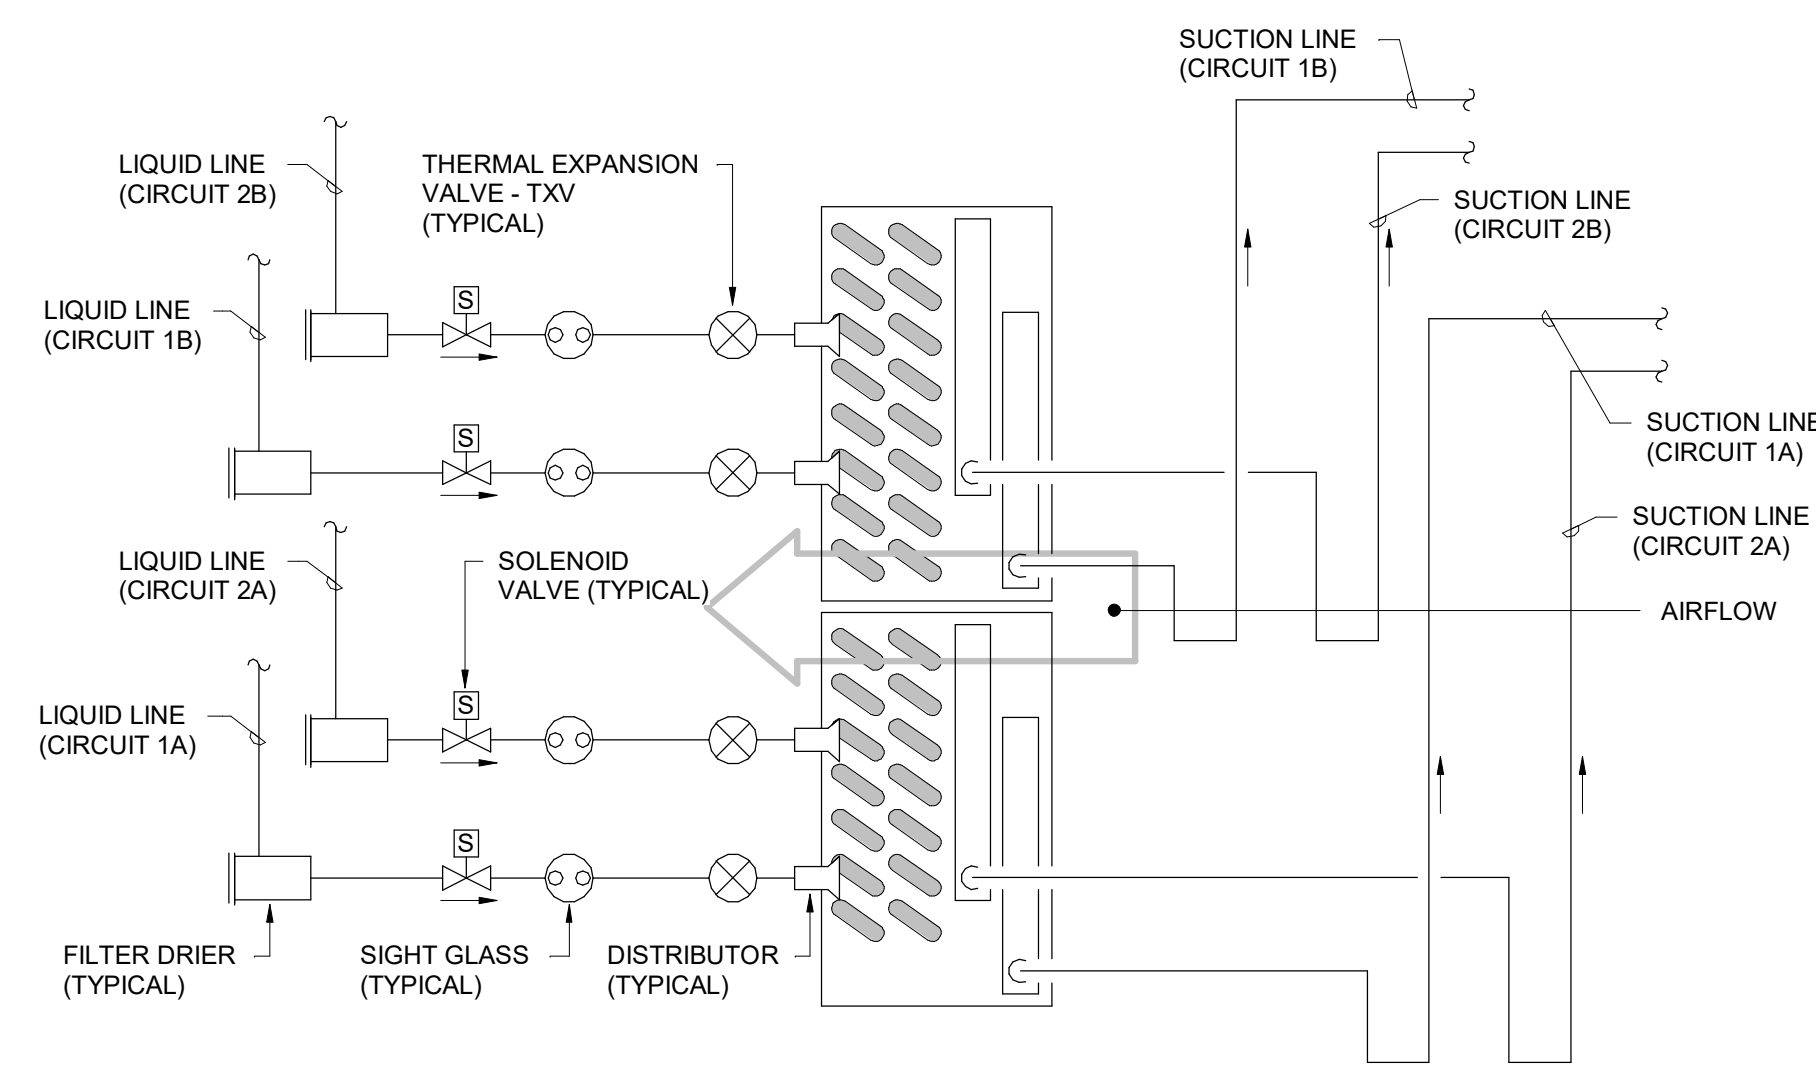 SUCTION LINE
(CIRCUIT 1B)
LIQUID LINE
(CIRCUIT 2B)
THERMAL EXPANSION
VALVE - TXV
(TYPICAL)
SUCTION LINE
(CIRCUIT 2B)
LIQUID LINE
(CIRCUIT 1B)
S
S
SUCTION LINE
(CIRCUIT 1A)
SUCTION LINE
(CIRCUIT 2A)
LIQUID LINE
(CIRCUIT 2A)
SOLENOID
VALVE (TYPICAL)
AIRFLOW
LIQUID LINE
(CIRCUIT 1A)
S
S
FILTER DRIER
(TYPICAL)
SIGHT GLASS
(TYPICAL)
DISTRIBUTOR
(TYPICAL)